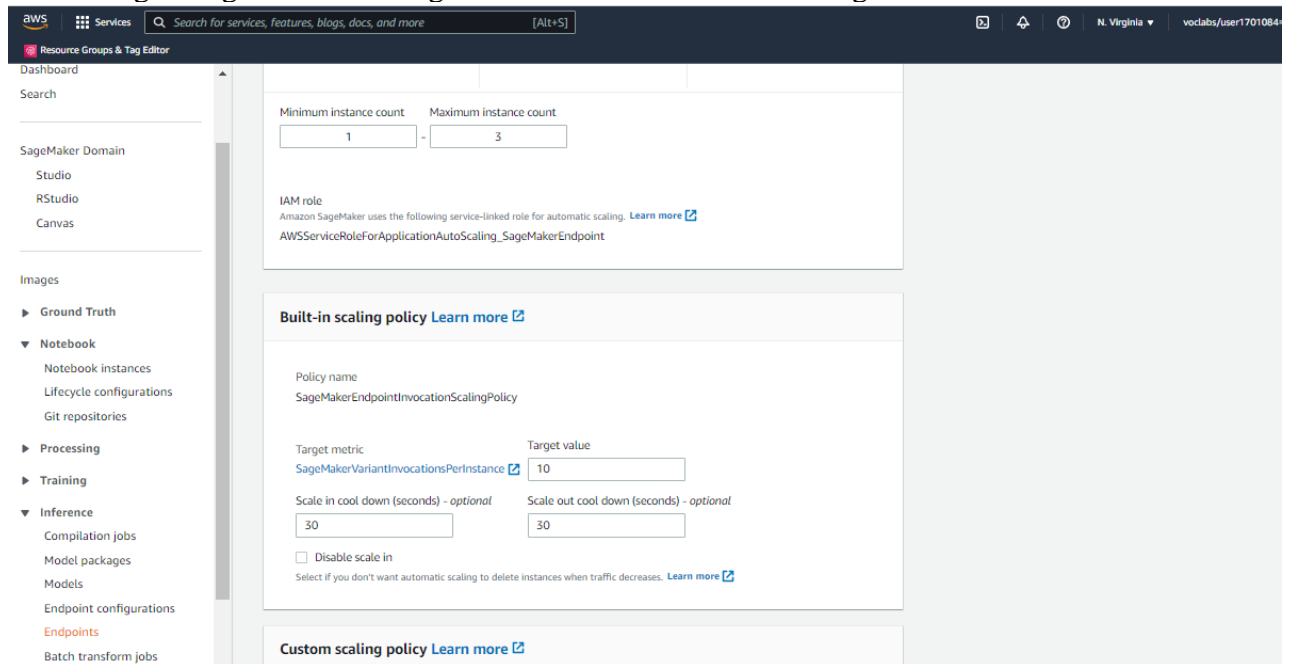 aws Services Search for services, features, blogs, docs, and more [Alt+S] N. Virginia ▼ voclabs/user1701084=
Resource Groups & Tag Editor
Dashboard
Search
SageMaker Domain
Studio
RStudio
Canvas
Images
Ground Truth
Notebook
Notebook instances
Lifecycle configurations
Git repositories
Processing
Training
Inference
Compilation jobs
Model packages
Models
Endpoint configurations
Endpoints
Batch transform jobs
Minimum instance count Maximum instance count
1 - 3
IAM role
Amazon SageMaker uses the following service-linked role for automatic scaling. Learn more
AWSServiceRoleForApplicationAutoScaling_SageMakerEndpoint
Built-in scaling policy Learn more
Policy name
SageMakerEndpointInvocationScalingPolicy
Target metric Target value
SageMakerVariantInvocationsPerInstance 10
Scale in cool down (seconds) - optional Scale out cool down (seconds) - optional
30 30
Disable scale in
Select if you don't want automatic scaling to delete instances when traffic decreases. Learn more
Custom scaling policy Learn more